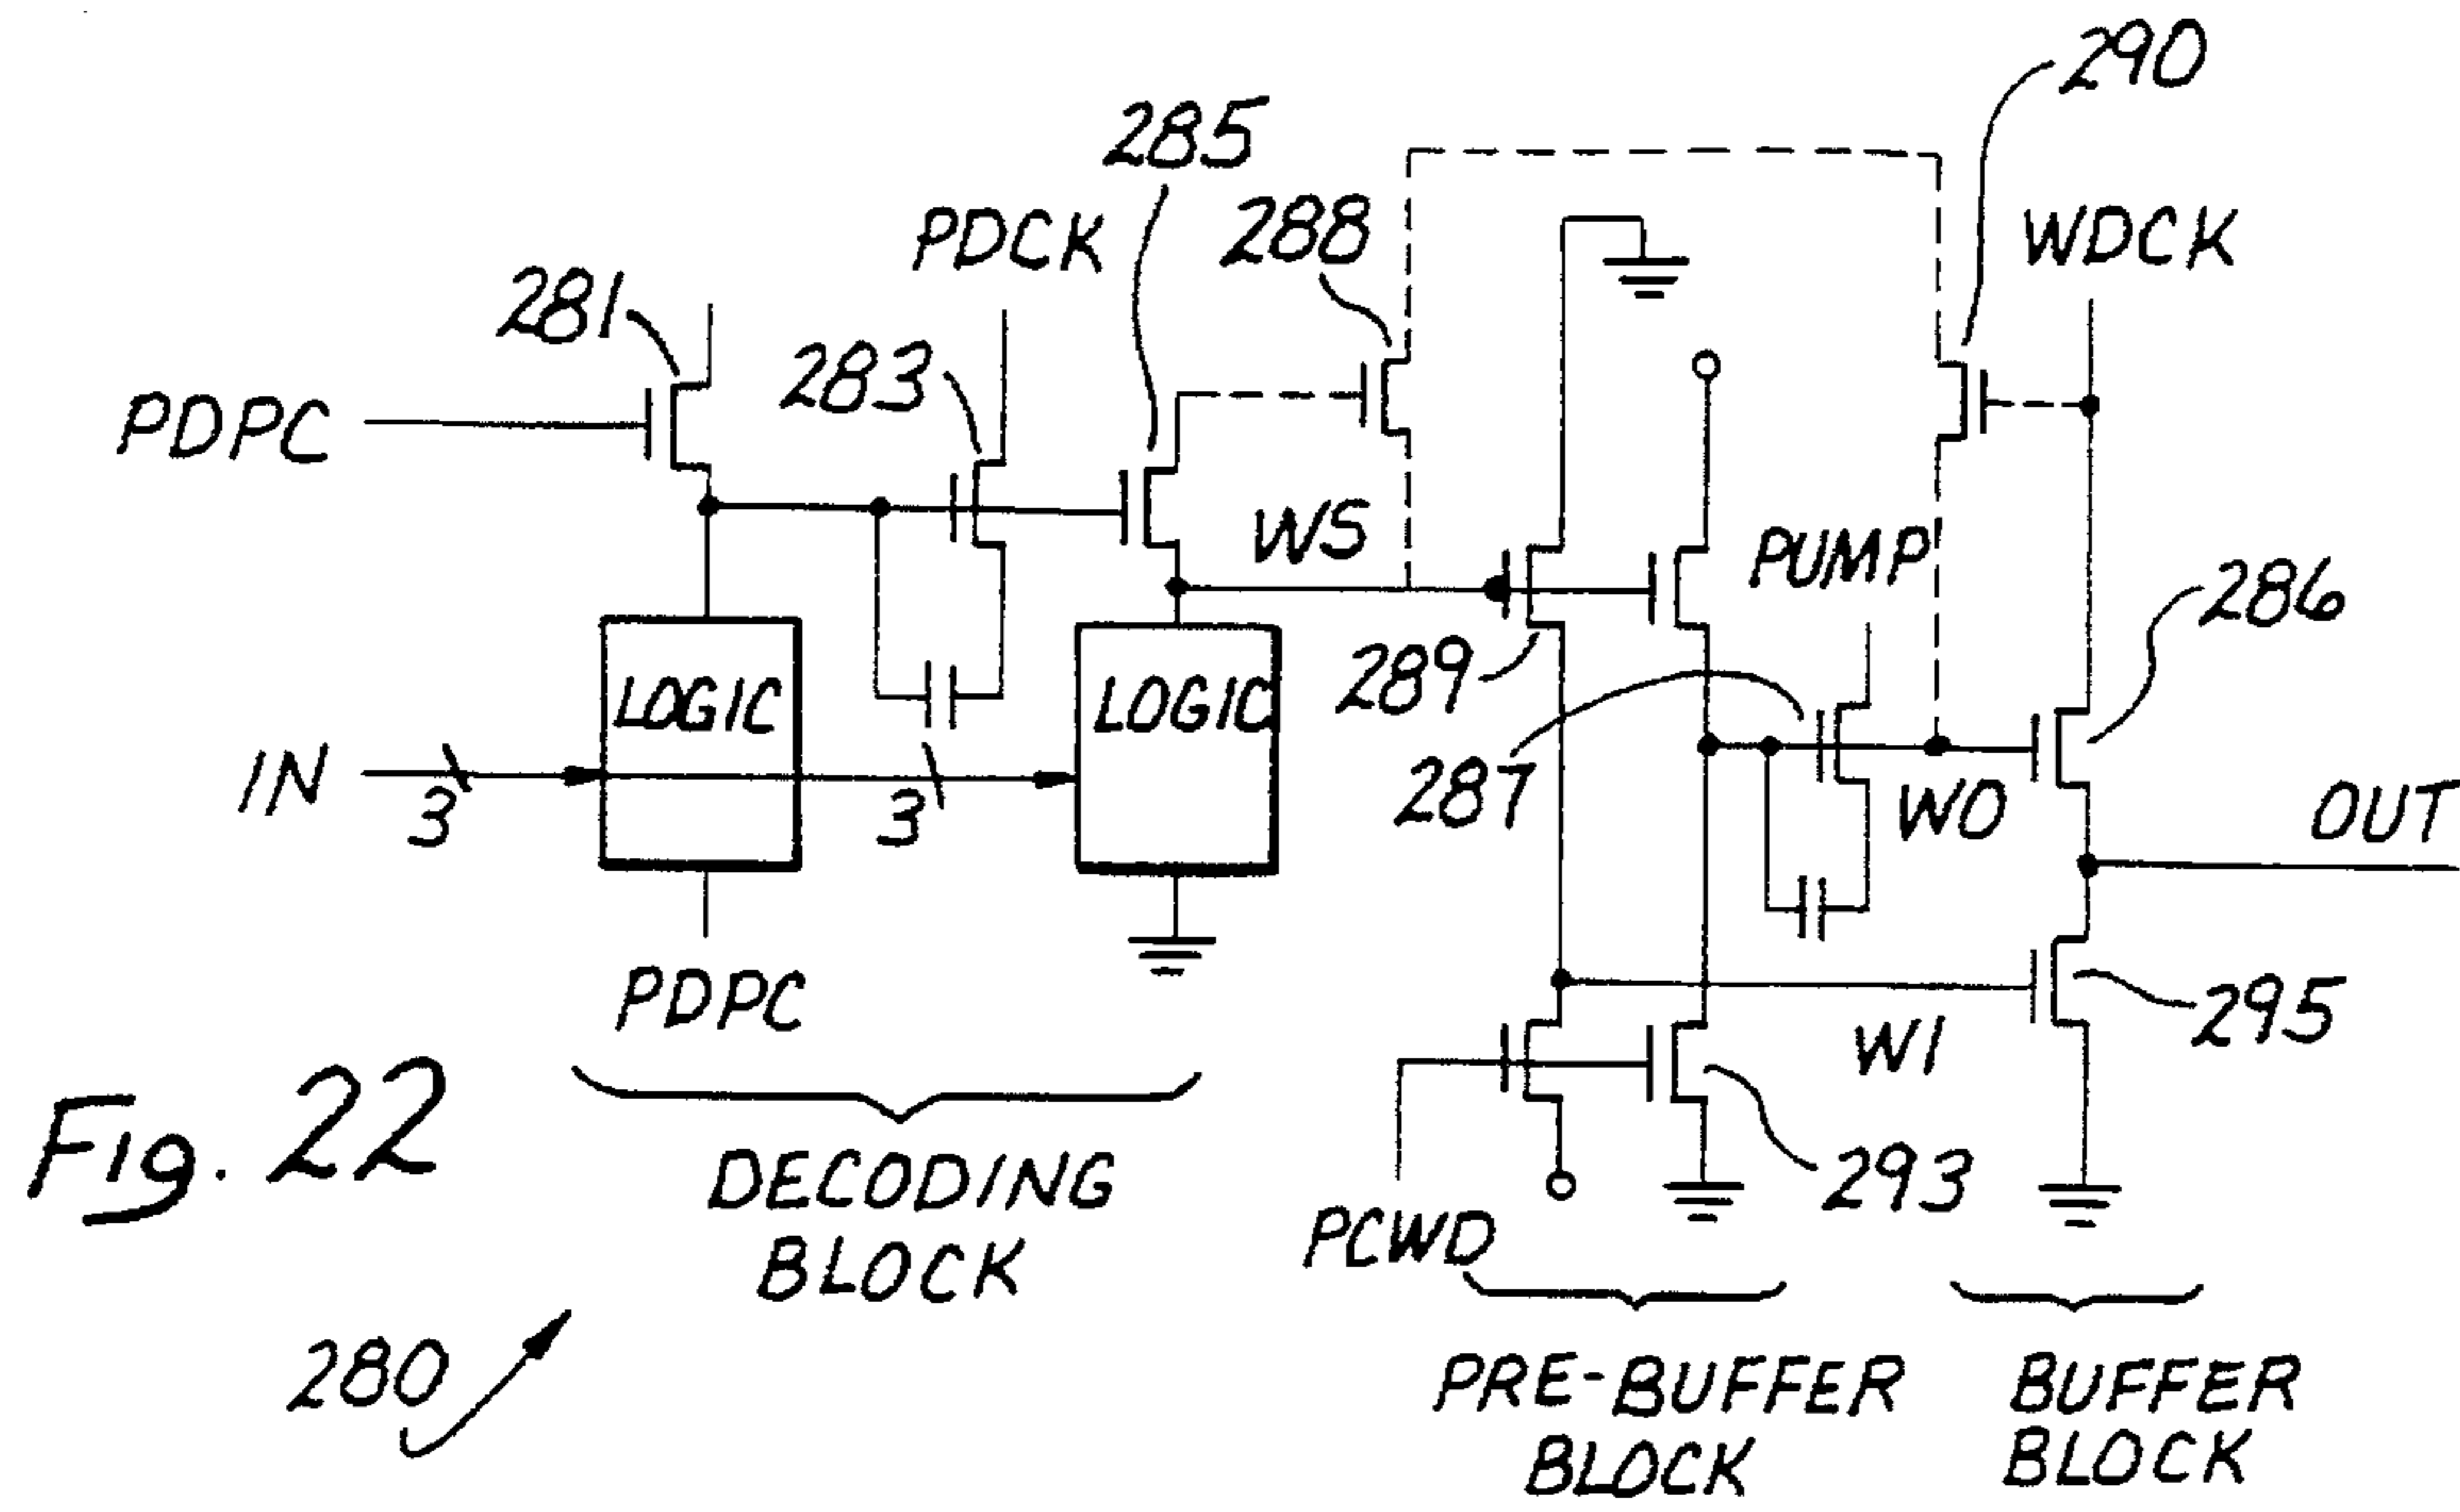 290
285
PDCK
288
WDCK
281
283
PDPC
WS
PUMP
286
289
LOGIC
LOGIC
287
IN
3
3
WO
OUT
PDPC
WI
295
Fig. 22
DECODING
BLOCK
293
PCWD
280
PRE-BUFFER
BLOCK
BUFFER
BLOCK